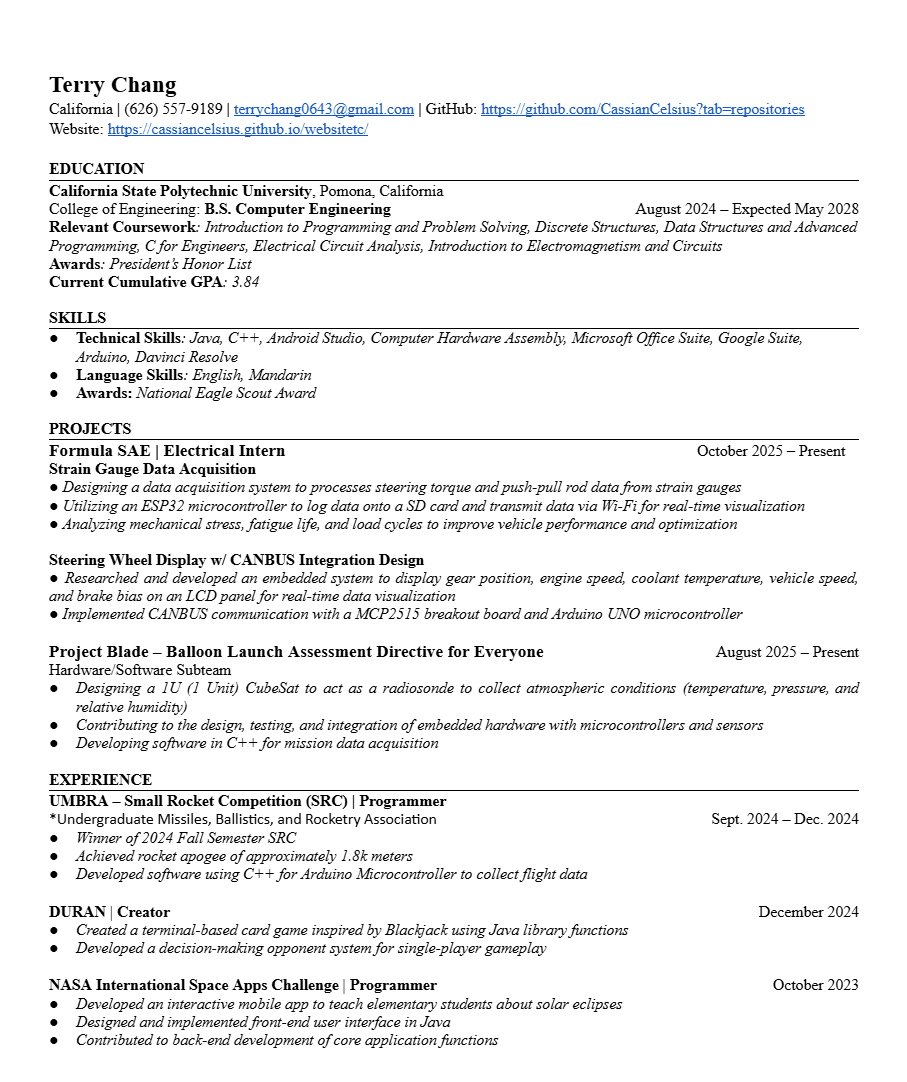 Terry Chang
California | (626) 557-9189 | terrychang0643@gmail.com | GitHub: https://github.com/CassianCelsius?tab=repositories
Website: https://cassiancelsius.github.io/websitetc/
EDUCATION
California State Polytechnic University, Pomona, California
College of Engineering: B.S. Computer Engineering August 2024 – Expected May 2028
Relevant Coursework: Introduction to Programming and Problem Solving, Discrete Structures, Data Structures and Advanced
Programming, C for Engineers, Electrical Circuit Analysis, Introduction to Electromagnetism and Circuits
Awards: President's Honor List
Current Cumulative GPA: 3.84
SKILLS
● Technical Skills: Java, C++, Android Studio, Computer Hardware Assembly, Microsoft Office Suite, Google Suite,
Arduino, Davinci Resolve
● Language Skills: English, Mandarin
● Awards: National Eagle Scout Award
PROJECTS
Formula SAE | Electrical Intern October 2025 – Present
Strain Gauge Data Acquisition
● Designing a data acquisition system to processes steering torque and push-pull rod data from strain gauges
● Utilizing an ESP32 microcontroller to log data onto a SD card and transmit data via Wi-Fi for real-time visualization
● Analyzing mechanical stress, fatigue life, and load cycles to improve vehicle performance and optimization
Steering Wheel Display w/ CANBUS Integration Design
● Researched and developed an embedded system to display gear position, engine speed, coolant temperature, vehicle speed,
and brake bias on an LCD panel for real-time data visualization
● Implemented CANBUS communication with a MCP2515 breakout board and Arduino UNO microcontroller
Project Blade – Balloon Launch Assessment Directive for Everyone August 2025 – Present
Hardware/Software Subteam
● Designing a 1U (1 Unit) CubeSat to act as a radiosonde to collect atmospheric conditions (temperature, pressure, and
relative humidity)
● Contributing to the design, testing, and integration of embedded hardware with microcontrollers and sensors
● Developing software in C++ for mission data acquisition
EXPERIENCE
UMBRA – Small Rocket Competition (SRC) | Programmer
*Undergraduate Missiles, Ballistics, and Rocketry Association Sept. 2024 – Dec. 2024
● Winner of 2024 Fall Semester SRC
● Achieved rocket apogee of approximately 1.8k meters
● Developed software using C++ for Arduino Microcontroller to collect flight data
DURAN | Creator December 2024
● Created a terminal-based card game inspired by Blackjack using Java library functions
● Developed a decision-making opponent system for single-player gameplay
NASA International Space Apps Challenge | Programmer October 2023
● Developed an interactive mobile app to teach elementary students about solar eclipses
● Designed and implemented front-end user interface in Java
● Contributed to back-end development of core application functions